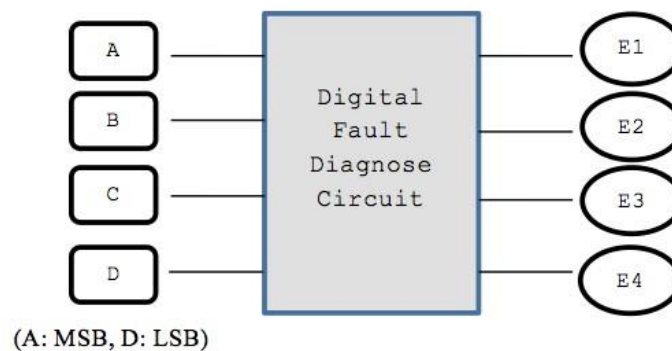 A
B
C
D
Digital
Fault
Diagnose
Circuit
E1
E2
E3
E4
(A: MSB, D: LSB)